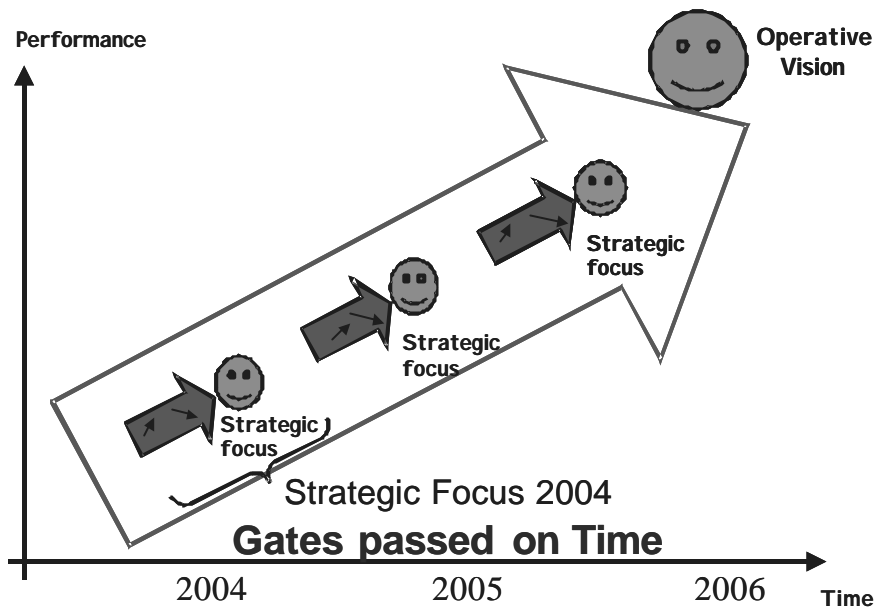 Performance
Operative
Vision
Strategic
focus
Strategic
focus
Strategic
focus
Strategic Focus 2004
Gates passed on Time
2004 2005 2006
Time